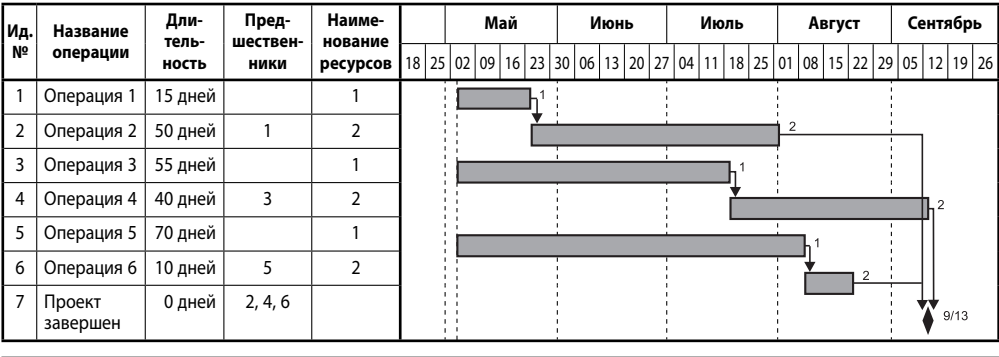 Ид. № Название операции Дли- тель- ность Пред- шествен- ники Наиме- нование ресурсов Май Июнь Июль Август Сентябрь
18 25 02 09 16 23 30 06 13 20 27 04 11 18 25 01 08 15 22 29 05 12 19 26
1 Операция 1 15 дней 1 1
2 Операция 2 50 дней 1 2 2
3 Операция 3 55 дней 1 1
4 Операция 4 40 дней 3 2 2
5 Операция 5 70 дней 1 1
6 Операция 6 10 дней 5 2 2
7 Проект завершен 0 дней 2, 4, 6 9/13